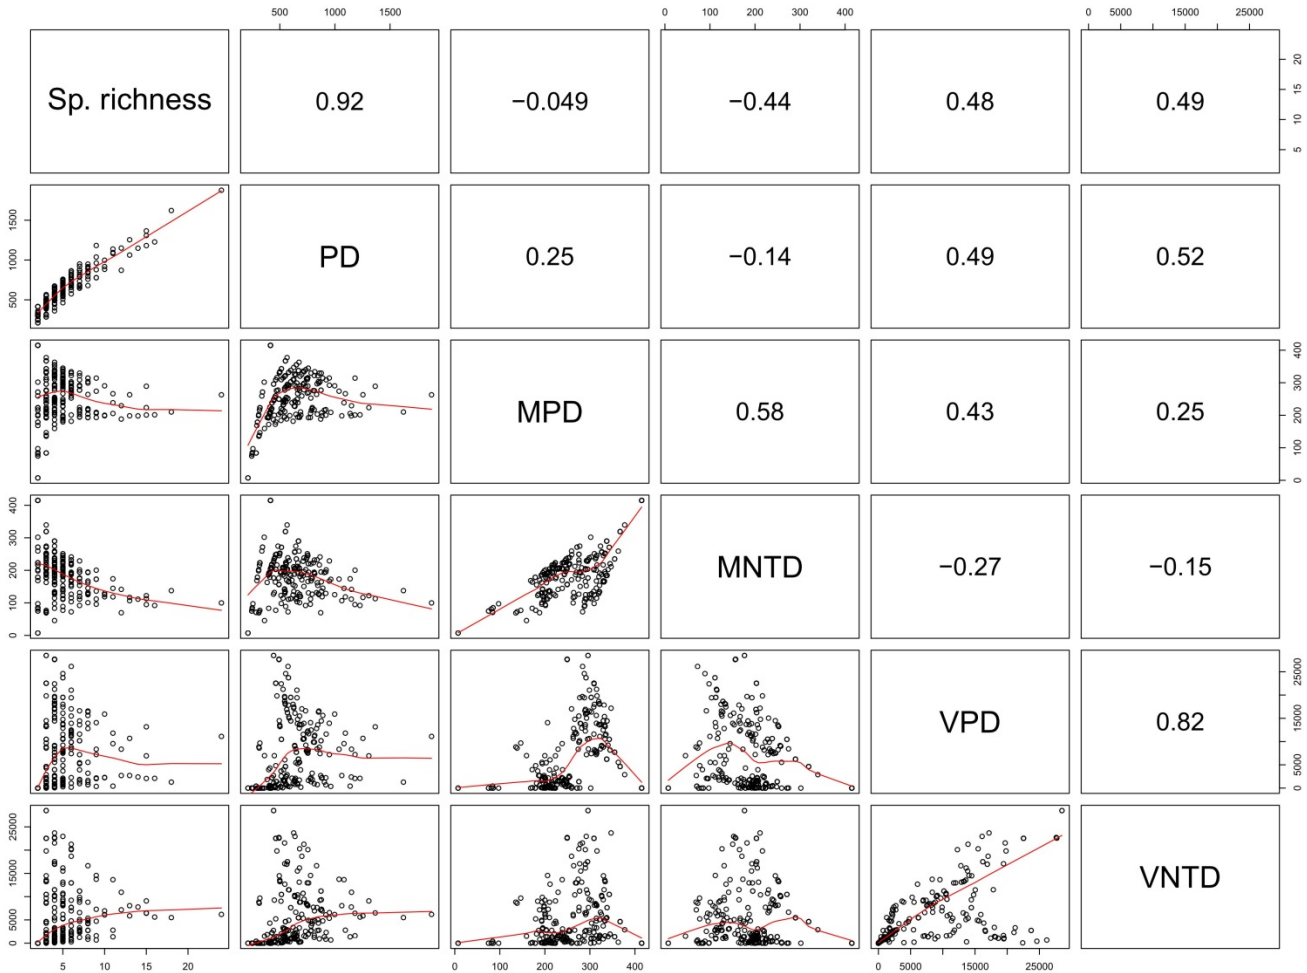 500 1000 1500 0 100 200 300 400 0 5000 15000 25000
Sp. richness 0.92 −0.049 −0.44 0.48 0.49 5 10 15 20
500 1000 1500 PD 0.25 −0.14 0.49 0.52
MPD 0.58 0.43 0.25 0 100 200 300 400
0 100 200 300 400 MNTD −0.27 −0.15
VPD 0.82 0 5000 15000 25000
0 5000 15000 25000 VNTD
5 10 15 20 0 100 200 300 400 0 5000 15000 25000